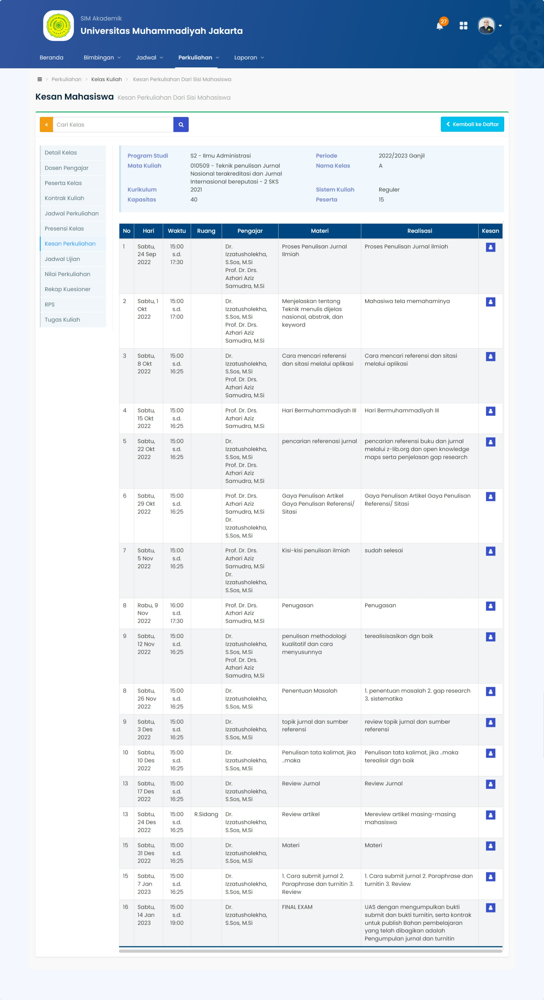 SIM Akademik
Universitas Muhammadiyah Jakarta
27
Beranda
Bimbingan
Jadwal
Perkuliahan
Laporan
Perkuliahan
Kelas Kuliah
Kesan Perkuliahan Dari Sisi Mahasiswa
Kesan Mahasiswa Kesan Perkuliahan Dari Sisi Mahasiswa
Cari Kelas
Kembali ke Daftar
Detail Kelas
Dosen Pengajar
Peserta Kelas
Kontrak Kuliah
Jadwal Perkuliahan
Presensi Kelas
Kesan Perkuliahan
Jadwal Ujian
Nilai Perkuliahan
Rekap Kuesioner
RPS
Tugas Kuliah
Program Studi
S2 - Ilmu Administrasi
Periode
2022/2023 Ganjil
Mata Kuliah
010509 - Teknik penulisan Jurnal
Nasional terakreditasi dan Jurnal
Internasional bereputasi - 2 SKS
Nama Kelas
A
Kurikulum
2021
Sistem Kuliah
Reguler
Kapasitas
40
Peserta
15
No Hari Waktu Ruang Pengajar Materi Realisasi Kesan
1
Sabtu,
24 Sep
2022
15:00
s.d.
17:30
Dr.
Izzatusholekha,
S.Sos, M.Si
Prof. Dr. Drs.
Azhari Aziz
Samudra, M.Si
Proses Penulisan Jurnal
Ilmiah
Proses Penulisan Jurnal ilmiah
2
Sabtu, 1
Okt
2022
15:00
s.d.
17:00
Dr.
Izzatusholekha,
S.Sos, M.Si
Prof. Dr. Drs.
Azhari Aziz
Samudra, M.Si
Menjelaskan tentang
Teknik menulis dijelas
nasional, abstrak, dan
keyword
Mahasiwa tela memahaminya
3
Sabtu,
8 Okt
2022
15:00
s.d.
16:25
Dr.
Izzatusholekha,
S.Sos, M.Si
Prof. Dr. Drs.
Azhari Aziz
Samudra, M.Si
Cara mencari referensi
dan sitasi melalui aplikasi
Cara mencari referensi dan sitasi
melalui aplikasi
4
Sabtu,
15 Okt
2022
15:00
s.d.
16:25
Prof. Dr. Drs.
Azhari Aziz
Samudra, M.Si
Hari Bermuhammadiyah III
Hari Bermuhammadiyah III
5
Sabtu,
22 Okt
2022
15:00
s.d.
16:25
Dr.
Izzatusholekha,
S.Sos, M.Si
Prof. Dr. Drs.
Azhari Aziz
Samudra, M.Si
pencarian referenasi jurnal
pencarian referensi buku dan jurnal
melalui z-lib.org dan open knowledge
maps serta penjelasan gap research
6
Sabtu,
29 Okt
2022
15:00
s.d.
16:25
Prof. Dr. Drs.
Azhari Aziz
Samudra, M.Si
Dr.
Izzatusholekha,
S.Sos, M.Si
Gaya Penulisan Artikel
Gaya Penulisan Referensi/
Sitasi
Gaya Penulisan Artikel Gaya Penulisan
Referensi/ Sitasi
7
Sabtu,
5 Nov
2022
15:00
s.d.
16:25
Prof. Dr. Drs.
Azhari Aziz
Samudra, M.Si
Dr.
Izzatusholekha,
S.Sos, M.Si
Kisi-kisi penulisan ilmiah
sudah selesai
8
Rabu, 9
Nov
2022
16:00
s.d.
17:30
Prof. Dr. Drs.
Azhari Aziz
Samudra, M.Si
Penugasan
Penugasan
9
Sabtu,
12 Nov
2022
15:00
s.d.
16:25
Dr.
Izzatusholekha,
S.Sos, M.Si
Prof. Dr. Drs.
Azhari Aziz
Samudra, M.Si
penulisan methodologi
kualitatif dan cara
menyusunnya
terealisisasikan dgn baik
8
Sabtu,
26 Nov
2022
15:00
s.d.
16:25
Dr.
Izzatusholekha,
S.Sos, M.Si
Penentuan Masalah
1. penentuan masalah 2. gap research
3. sistematika
9
Sabtu,
3 Des
2022
15:00
s.d.
16:25
Dr.
Izzatusholekha,
S.Sos, M.Si
topik jurnal dan sumber
referensi
review topik jurnal dan sumber
referensi
10
Sabtu,
10 Des
2022
15:00
s.d.
16:25
Dr.
Izzatusholekha,
S.Sos, M.Si
Penulisan tata kalimat, jika
..maka
Penulisan tata kalimat, jika ..maka
terealisir dgn baik
13
Sabtu,
17 Des
2022
15:00
s.d.
16:25
Dr.
Izzatusholekha,
S.Sos, M.Si
Review Jurnal
Review Jurnal
13
Sabtu,
24 Des
2022
15:00
s.d.
16:25
R.Sidang
Dr.
Izzatusholekha,
S.Sos, M.Si
Review artikel
Mereview artikel masing-masing
mahasiswa
15
Sabtu,
31 Des
2022
15:00
s.d.
16:25
Dr.
Izzatusholekha,
S.Sos, M.Si
Materi
Materi
15
Sabtu,
7 Jan
2023
15:00
s.d.
16:25
Dr.
Izzatusholekha,
S.Sos, M.Si
1. Cara submit jurnal 2.
Paraphrase dan turnitin 3.
Review
1. Cara submit jurnal 2. Paraphrase dan
turnitin 3. Review
16
Sabtu,
14 Jan
2023
15:00
s.d.
19:00
Dr.
Izzatusholekha,
S.Sos, M.Si
FINAL EXAM
UAS dengan mengumpulkan bukti
submit dan bukti turnitin, serta kontrak
untuk publish Bahan pembelajaran
yang telah dibagikan adalah
Pengumpulan jurnal dan turnitin